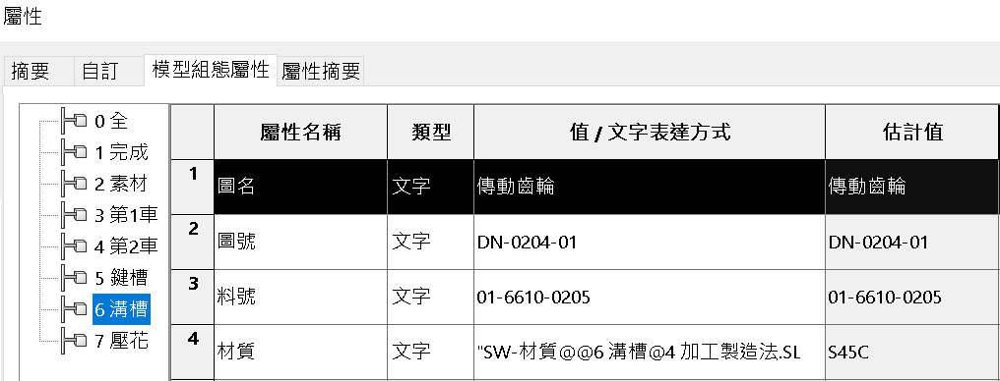 屬性
摘要 自訂 模型組態屬性 屬性摘要
0 全
1 完成
2 素材
3 第1車
4 第2車
5 鍵槽
6 溝槽
7 壓花
屬性名稱 類型 值 / 文字表達方式 估計值
1 圖名 文字 傳動齒輪 傳動齒輪
2 圖號 文字 DN-0204-01 DN-0204-01
3 料號 文字 01-6610-0205 01-6610-0205
4 材質 文字 "SW-材質@@6 溝槽@4 加工製造法.SL S45C